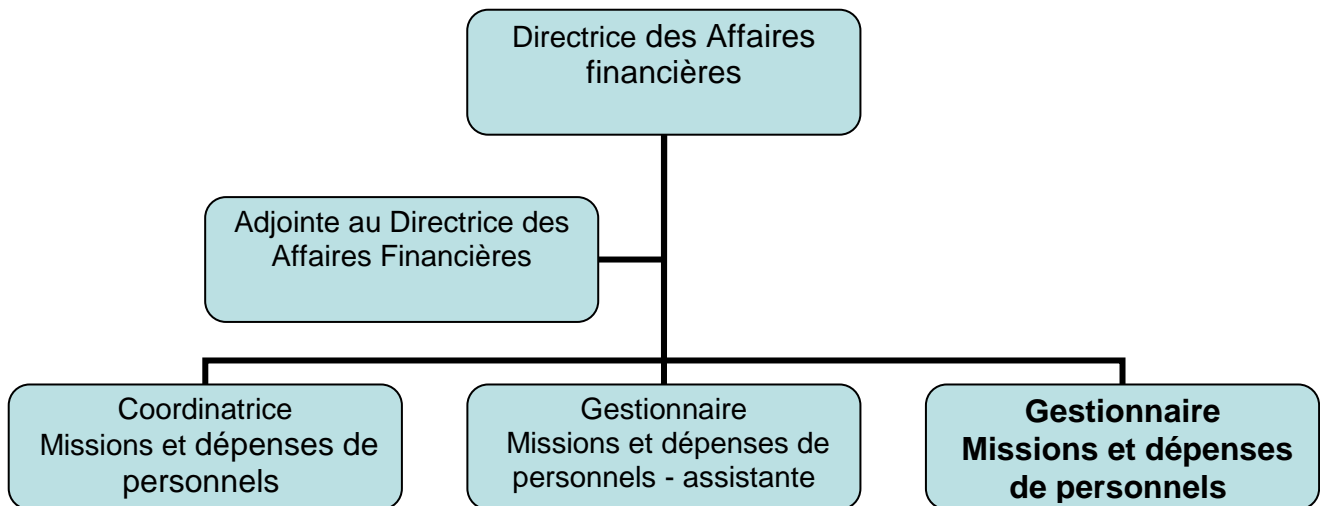 Directrice des Affaires
financières
Adjointe au Directrice des
Affaires Financières
Coordinatrice
Missions et dépenses de
personnels
Gestionnaire
Missions et dépenses de
personnels - assistante
Gestionnaire
Missions et dépenses
de personnels